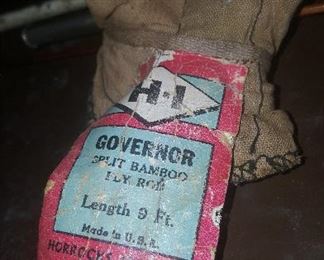 H-I
GOVERNOR
SPLIT BAMBOO
FLY ROD
Length 9 Ft.
Made in U.S.A.
HORROCKS